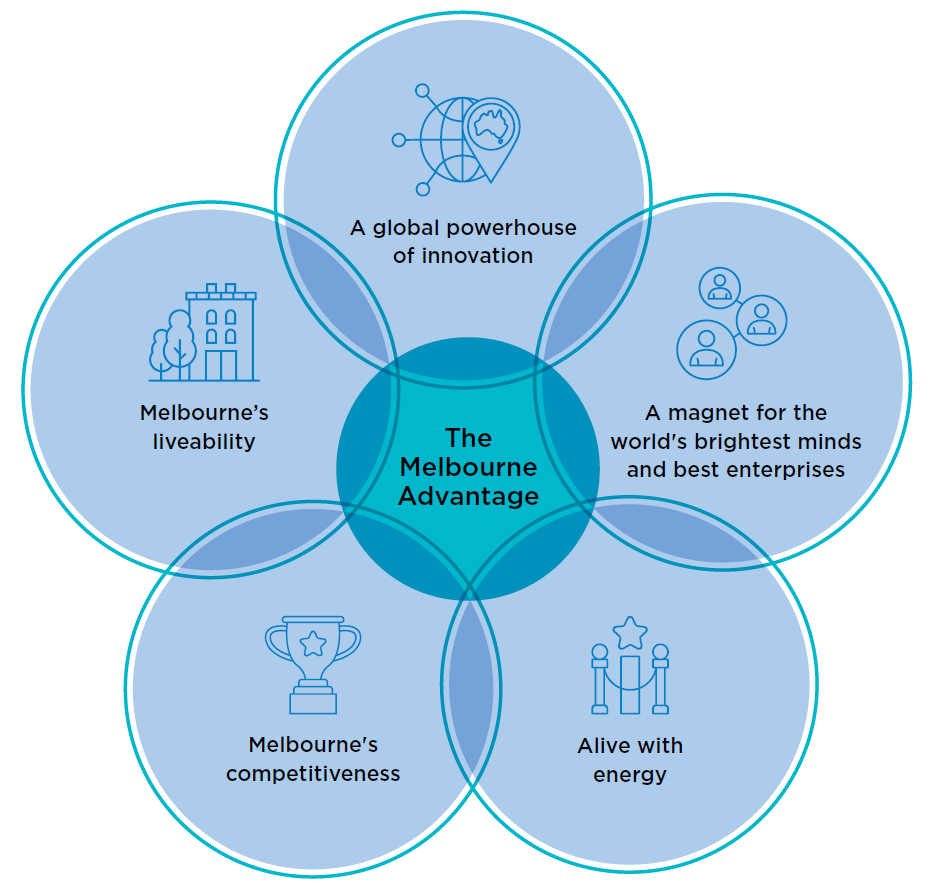 A global powerhouse
of innovation
Melbourne’s
liveability
A magnet for the
world's brightest minds
and best enterprises
The
Melbourne
Advantage
Melbourne's
competitiveness
Alive with
energy